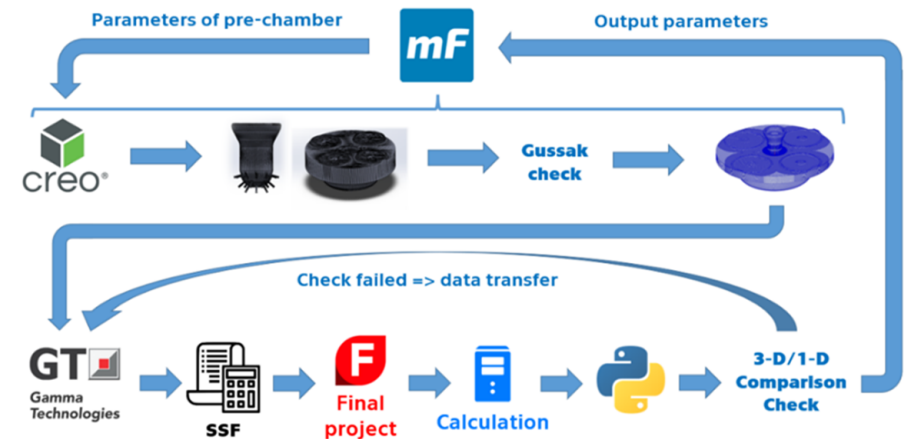 Parameters of pre-chamber
mF
Output parameters
creo®
Gussak
check
Check failed => data transfer
GT
Gamma
Technologies
SSF
F
Final
project
Calculation
3-D/1-D
Comparison
Check